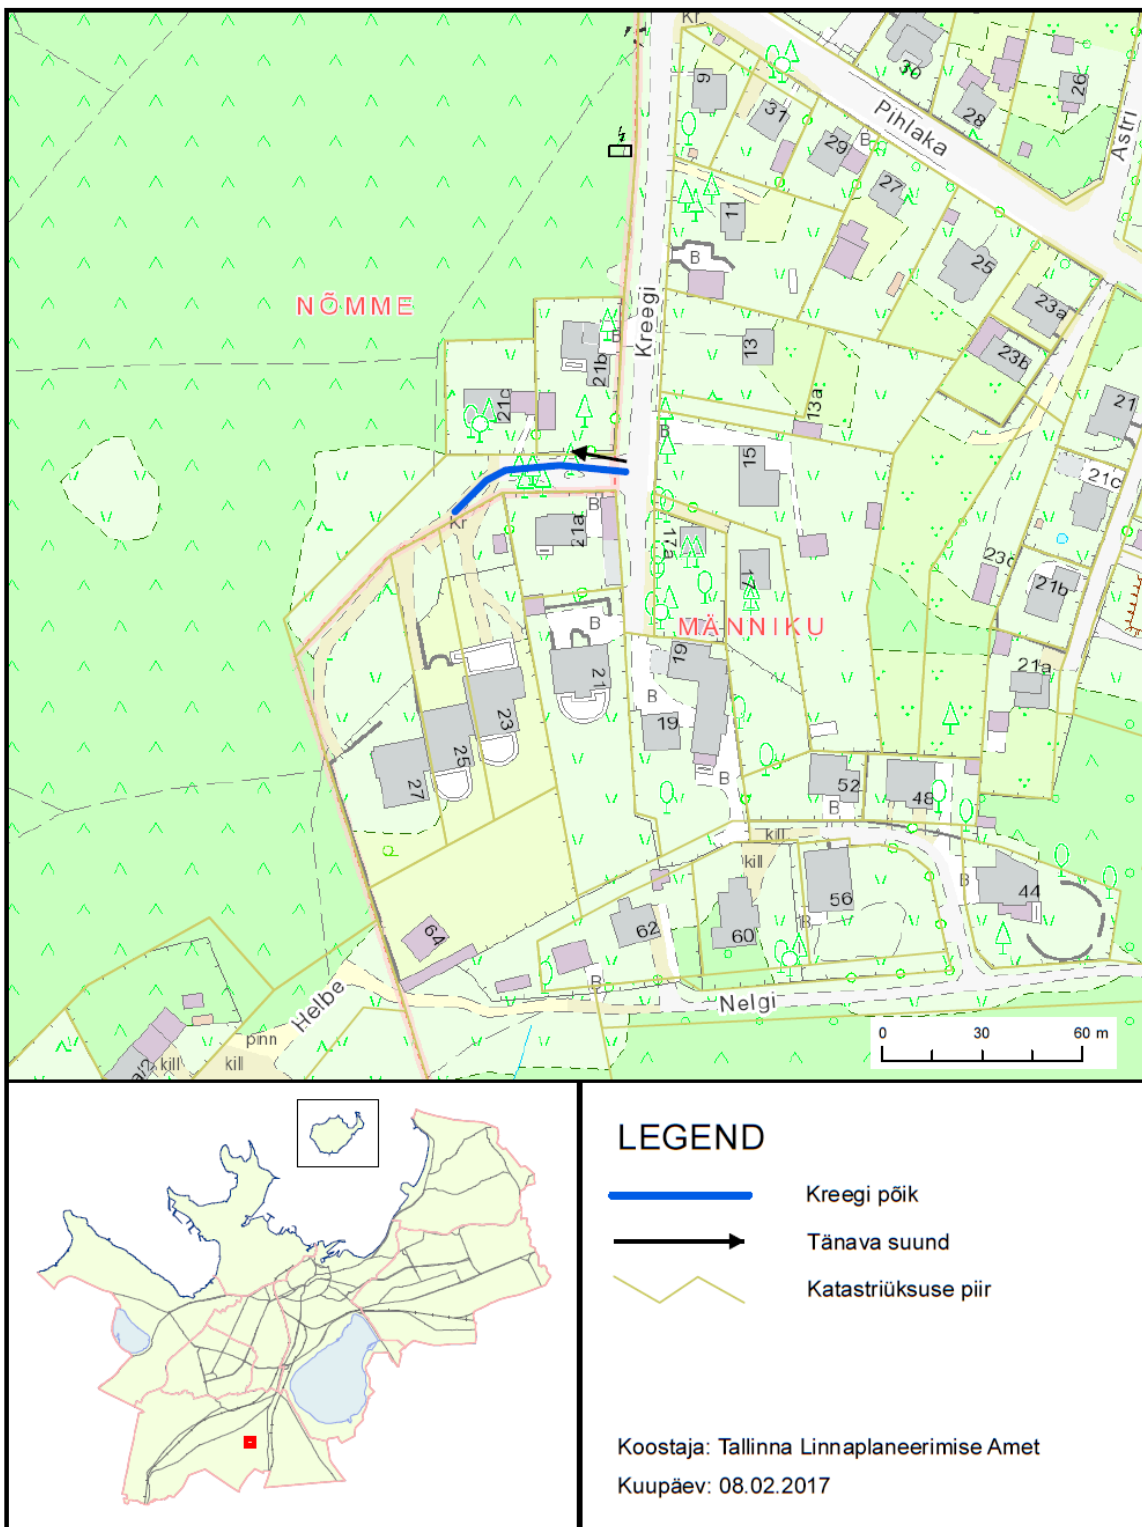 Kr
9
31
29
B
27
30
28
26
Pihlaka
Astri
11
B
25
23a
23b
NÕMME
Kreegi
13
13a
21b
B
21c
B
15
21
21c
Kr
21a
B
17a
17
23c
21b
MÄNNIKU
B
21
19
19
B
21a
23
25
27
B
52
B
48
kill
kill
56
B
44
B
64
62
60
B
Nelgi
Helbe
pinn
kill
kill
a/2
0 30 60 m
LEGEND
Kreegi põik
Tänava suund
Katastriüksuse piir
Koostaja: Tallinna Linnaplaneerimise Amet
Kuupäev: 08.02.2017